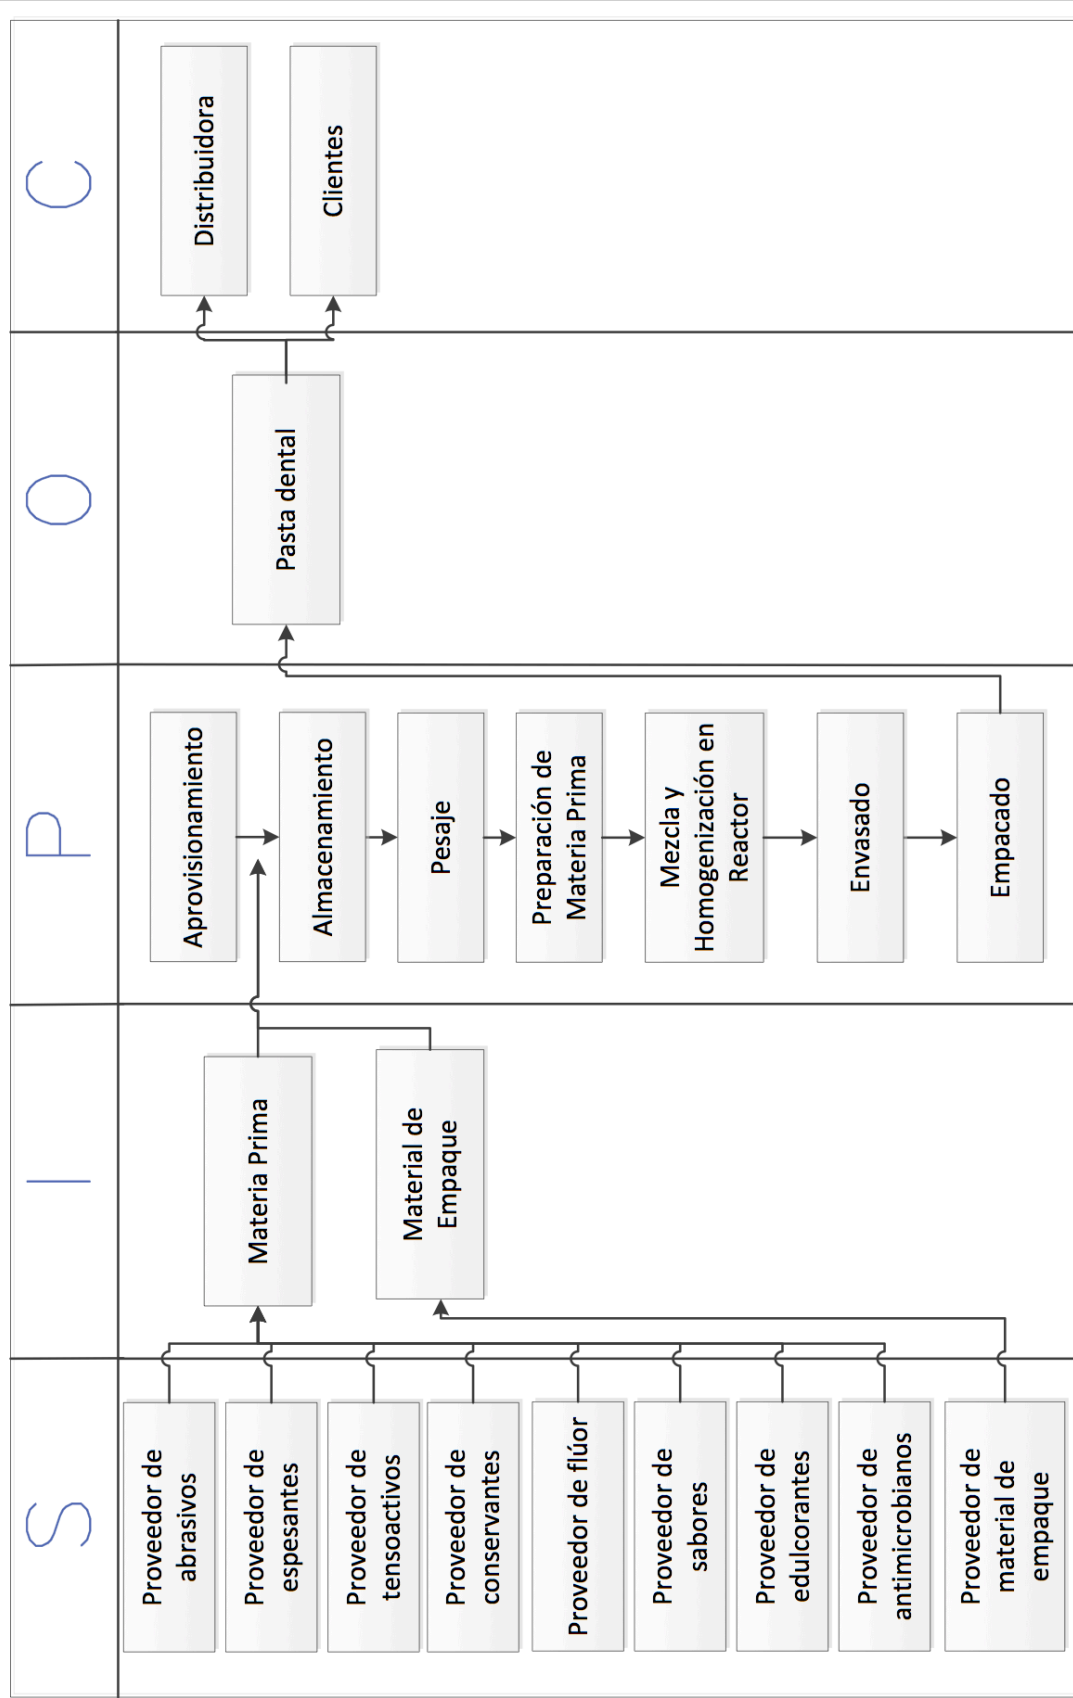 S
I
P
O
C
Proveedor de
abrasivos
Proveedor de
espesantes
Proveedor de
tensoactivos
Proveedor de
conservantes
Proveedor de flúor
Proveedor de
sabores
Proveedor de
edulcorantes
Proveedor de
antimicrobianos
Proveedor de
material de
empaque
Materia Prima
Material de
Empaque
Aprovisionamiento
Almacenamiento
Pesaje
Preparación de
Materia Prima
Mezcla y
Homogenización en
Reactor
Envasado
Empacado
Pasta dental
Distribuidora
Clientes